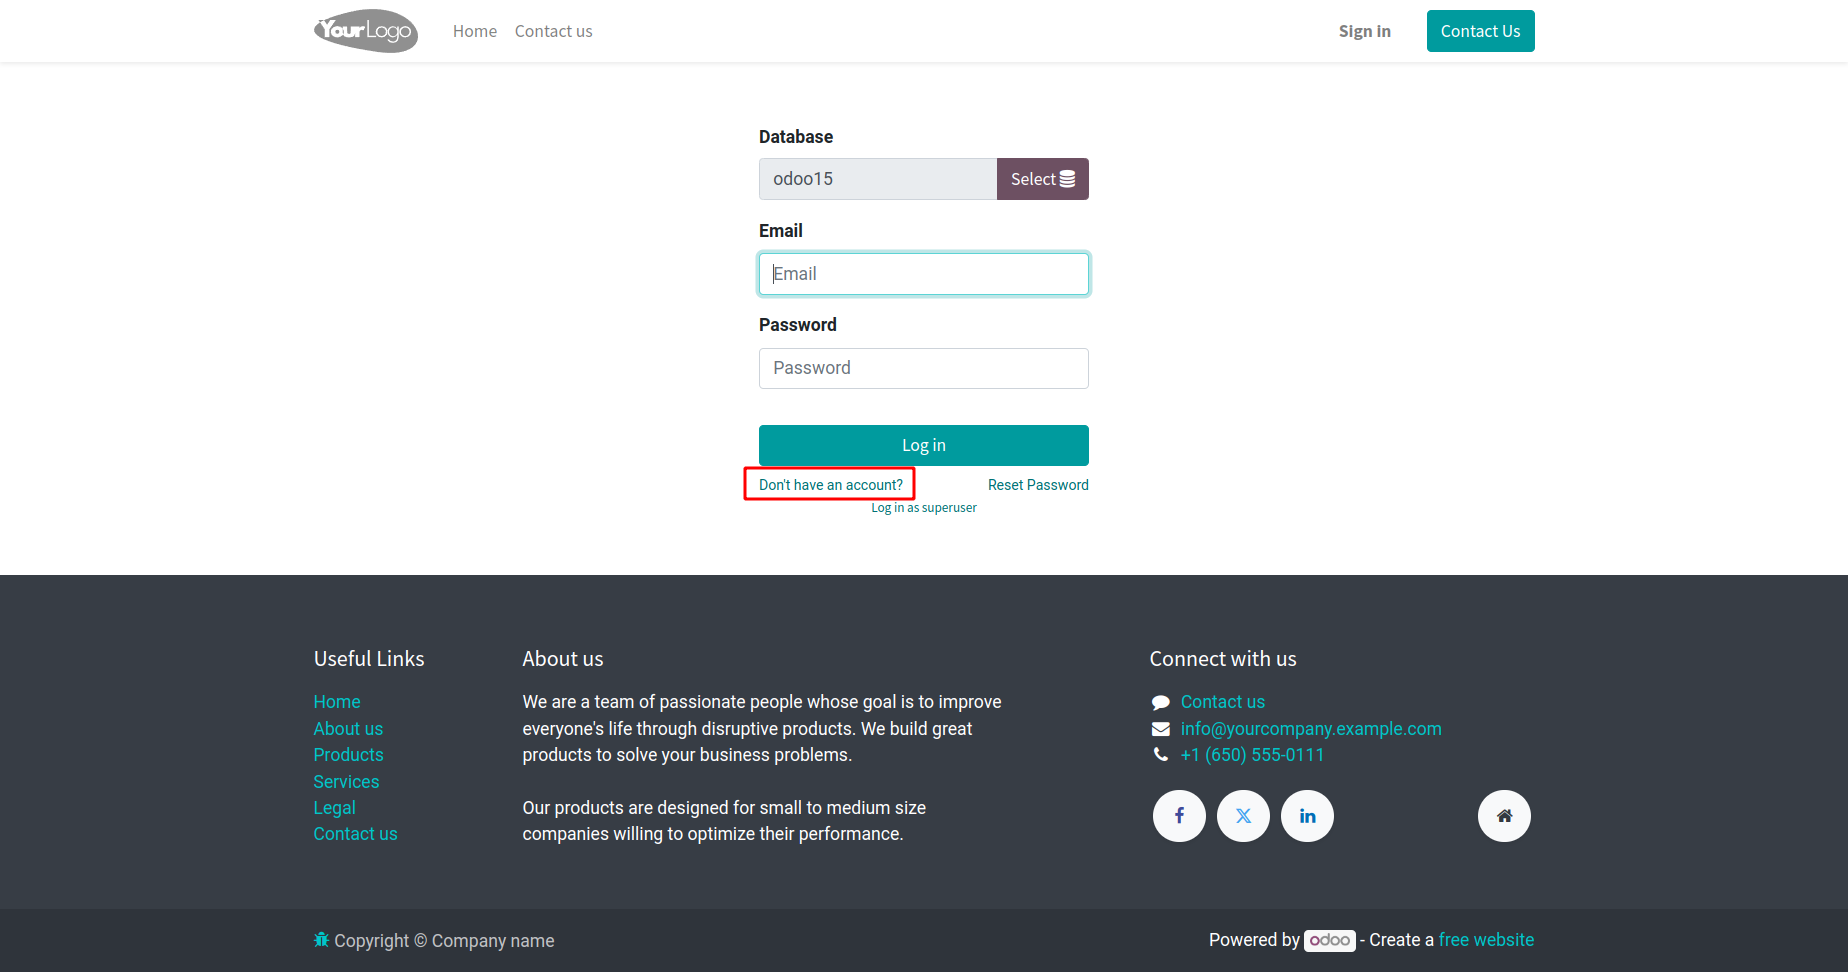 YourLogo
Home
Contact us
Sign in
Contact Us
Database
odoo15
Select
Email
Email
Password
Password
Log in
Don't have an account?
Reset Password
Log in as superuser
Useful Links
Home
About us
Products
Services
Legal
Contact us
About us
We are a team of passionate people whose goal is to improve
everyone's life through disruptive products. We build great
products to solve your business problems.
Our products are designed for small to medium size
companies willing to optimize their performance.
Connect with us
Contact us
info@yourcompany.example.com
+1 (650) 555-0111
Copyright © Company name
Powered by odoo - Create a free website